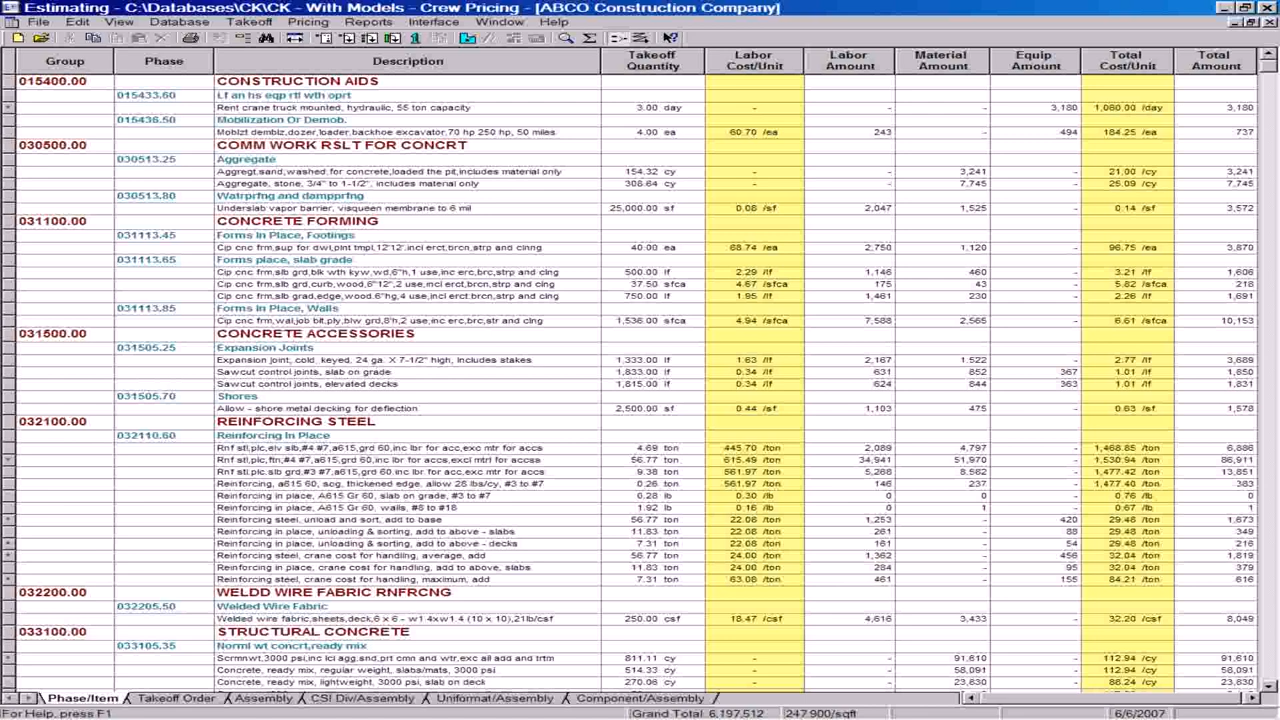 Estimating - C:\Databases\CK\CK - With Models - Crew Pricing - [ABCO Construction Company]
File Edit View Database Takeoff Pricing Reports Interface Window Help
Group Phase Description Takeoff Quantity Labor Cost/Unit Labor Amount Material Amount Equip Amount Total Cost/Unit Total Amount
015400.00 CONSTRUCTION AIDS
015433.60 i.f an hs eqp rtl wth oprt
Rent crane truck mounted, hydraulic, 55 ton capacity 3.00 day - - - 3,180 1,060.00 /day 3,180
015436.50 Mobilization Or Demob.
Moblzt demblz,dozer,loader,backhoe excavator,70 hp 250 hp, 50 miles 4.00 ea 60.70 /ea 243 - 494 184.25 /ea 737
030500.00 COMM WORK RSLT FOR CONCRT
030513.25 Aggregate
Aggregt,sand,washed,for concrete,loaded the pit,includes material only 154.32 cy - - 3,241 - 21.00 /cy 3,241
Aggregate, stone, 3/4" to 1-1/2", includes material only 308.64 cy - - 7,745 - 25.09 /cy 7,745
030513.80 Watrprfng and dampprfng
Underslab vapor barrier, visqueen membrane to 6 mil 25,000.00 sf 0.08 /sf 2,047 1,525 - 0.14 /sf 3,572
031100.00 CONCRETE FORMING
031113.45 Forms In Place, Footings
Cip cnc frm,sup for dwl,plnt tmpl,12"12".incl erct,brcn,strp and clng 40.00 ea 68.74 /ea 2,750 1,120 - 96.75 /ea 3,870
031113.65 Forms place, slab grade
Cip cnc frm,slb grd,blk wth kyw,wd,6"h,1 use,inc erc,brc,strp and clng 500.00 lf 2.29 /lf 1,146 460 - 3.21 /lf 1,606
Cip cnc frm,slb grd,curb,wood,6"12",2 use,incl erct,brcn,strp and clng 37.50 sfca 4.67 /sfca 175 43 - 5.82 /sfca 218
Cip cnc frm,slb grad,edge,wood,6"hg,4 use,incl erct.brcn,strp and clng 750.00 lf 1.95 /lf 1,461 230 - 2.26 /lf 1,691
031113.85 Forms In Place, Walls
Cip cnc frm,wal,job blt,ply,blw grd,8'h,2 use,inc erc,brc,strp and clng 1,536.00 sfca 4.94 /sfca 7,588 2,565 - 6.61 /sfca 10,153
031500.00 CONCRETE ACCESSORIES
031505.25 Expansion Joints
Expansion joint, cold, keyed, 24 ga. X 7-1/2" high, includes stakes 1,333.00 lf 1.63 /lf 2,167 1,522 - 2.77 /lf 3,689
Sawcut control joints, slab on grade 1,833.00 lf 0.34 /lf 631 852 367 1.01 /lf 1,850
Sawcut control joints, elevated decks 1,815.00 lf 0.34 /lf 624 844 363 1.01 /lf 1,831
031505.70 Shores
Allow - shore metal decking for deflection 2,500.00 sf 0.44 /sf 1,103 475 - 0.63 /sf 1,578
032100.00 REINFORCING STEEL
032110.60 Reinforcing In Place
Rnf stl,plc,elv slb,#4 #7,a615,grd 60,inc lbr for acc,exc mtr for accs 4.69 ton 445.70 /ton 2,089 4,797 - 1,468.85 /ton 6,886
Rnf stl,plc,ftn,#4 #7,a615,grd 60,inc lbr for accs,excl mtrl for accss 56.77 ton 615.49 /ton 34,941 51,970 - 1,530.94 /ton 86,911
Rnf stl,plc,slb grd,#3 #7,a615,grd 60,inc lbr for acc,exc mtr for accs 9.38 ton 561.97 /ton 5,268 8,582 - 1,477.42 /ton 13,851
Reinforcing, a615 60, sog, thickened edge, allow 28 lbs/cy, #3 to #7 0.26 ton 561.97 /ton 146 237 - 1,477.40 /ton 383
Reinforcing in place, A615 Gr 60, slab on grade, #3 to #7 0.28 lb 0.30 /lb 0 0 - 0.76 /lb 0
Reinforcing in place, A615 Gr 60, walls, #8 to #18 1.92 lb 0.16 /lb 0 1 - 0.67 /lb 1
Reinforcing steel, unload and sort, add to base 56.77 ton 22.08 /ton 1,253 - 420 29.48 /ton 1,673
Reinforcing in place, unloading & sorting, add to above - slabs 11.83 ton 22.08 /ton 261 - 88 29.48 /ton 349
Reinforcing in place, unloading & sorting, add to above - decks 7.31 ton 22.08 /ton 161 - 54 29.48 /ton 216
Reinforcing steel, crane cost for handling, average, add 56.77 ton 24.00 /ton 1,362 - 456 32.04 /ton 1,819
Reinforcing in place, crane cost for handling, add to above, slabs 11.83 ton 24.00 /ton 284 - 95 32.04 /ton 379
Reinforcing steel, crane cost for handling, maximum, add 7.31 ton 63.08 /ton 461 - 155 84.21 /ton 616
032200.00 WELDD WIRE FABRIC RNFRCNG
032205.50 Welded Wire Fabric
Welded wire fabric,sheets,deck,6 x 6 - w1.4xw1.4 (10 x 10),21lb/csf 250.00 csf 18.47 /csf 4,616 3,433 - 32.20 /csf 8,049
033100.00 STRUCTURAL CONCRETE
033105.35 Norml wt concrt,ready mix
Scrmnwt,3000 psi,inc lcl agg,snd,prt cmn and wtr,exc all add and trtm 811.11 cy - - 91,610 - 112.94 /cy 91,610
Concrete, ready mix, regular weight, slabs/mats, 3000 psi 514.33 cy - - 58,091 - 112.94 /cy 58,091
Concrete, ready mix, lightweight, 3000 psi, slab on deck 270.06 cy - - 23,830 - 88.24 /cy 23,830
Phase/Item Takeoff Order Assembly CSI Div/Assembly Uniformat/Assembly Component/Assembly
For Help, press F1 Grand Total 6,197,512 247.900/sqft 6/6/2007